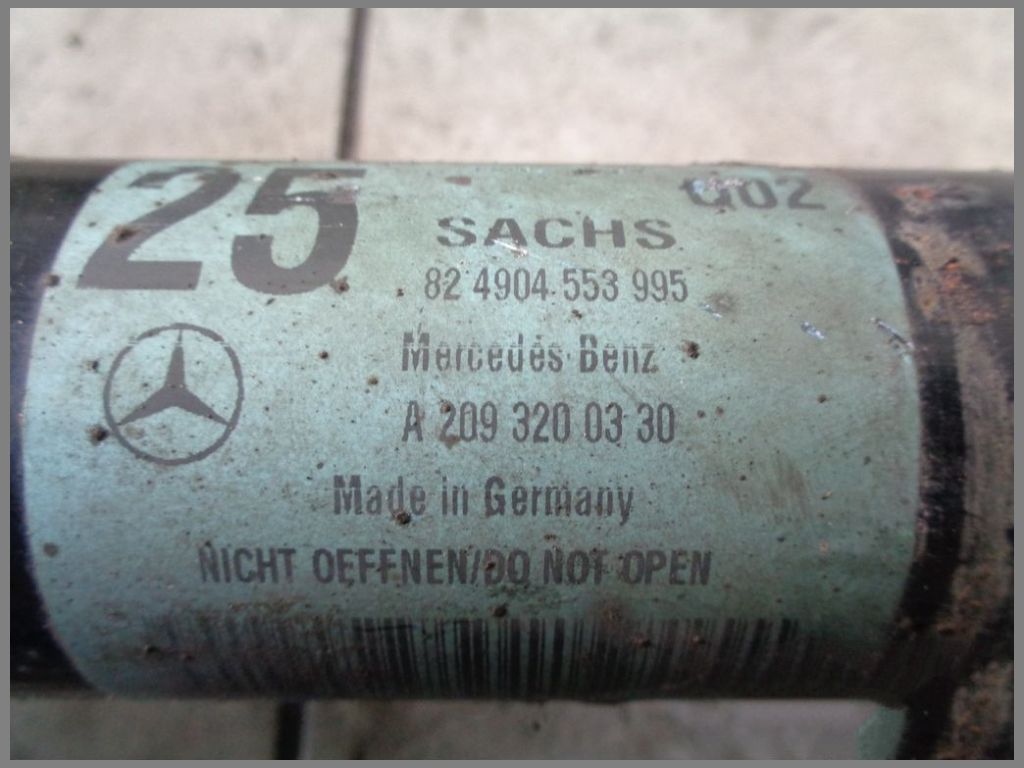 25
Q02
SACHS
82 4904 553 995
Mercedes Benz
A 209 320 03 30
Made in Germany
NICHT OEFFNEN/DO NOT OPEN